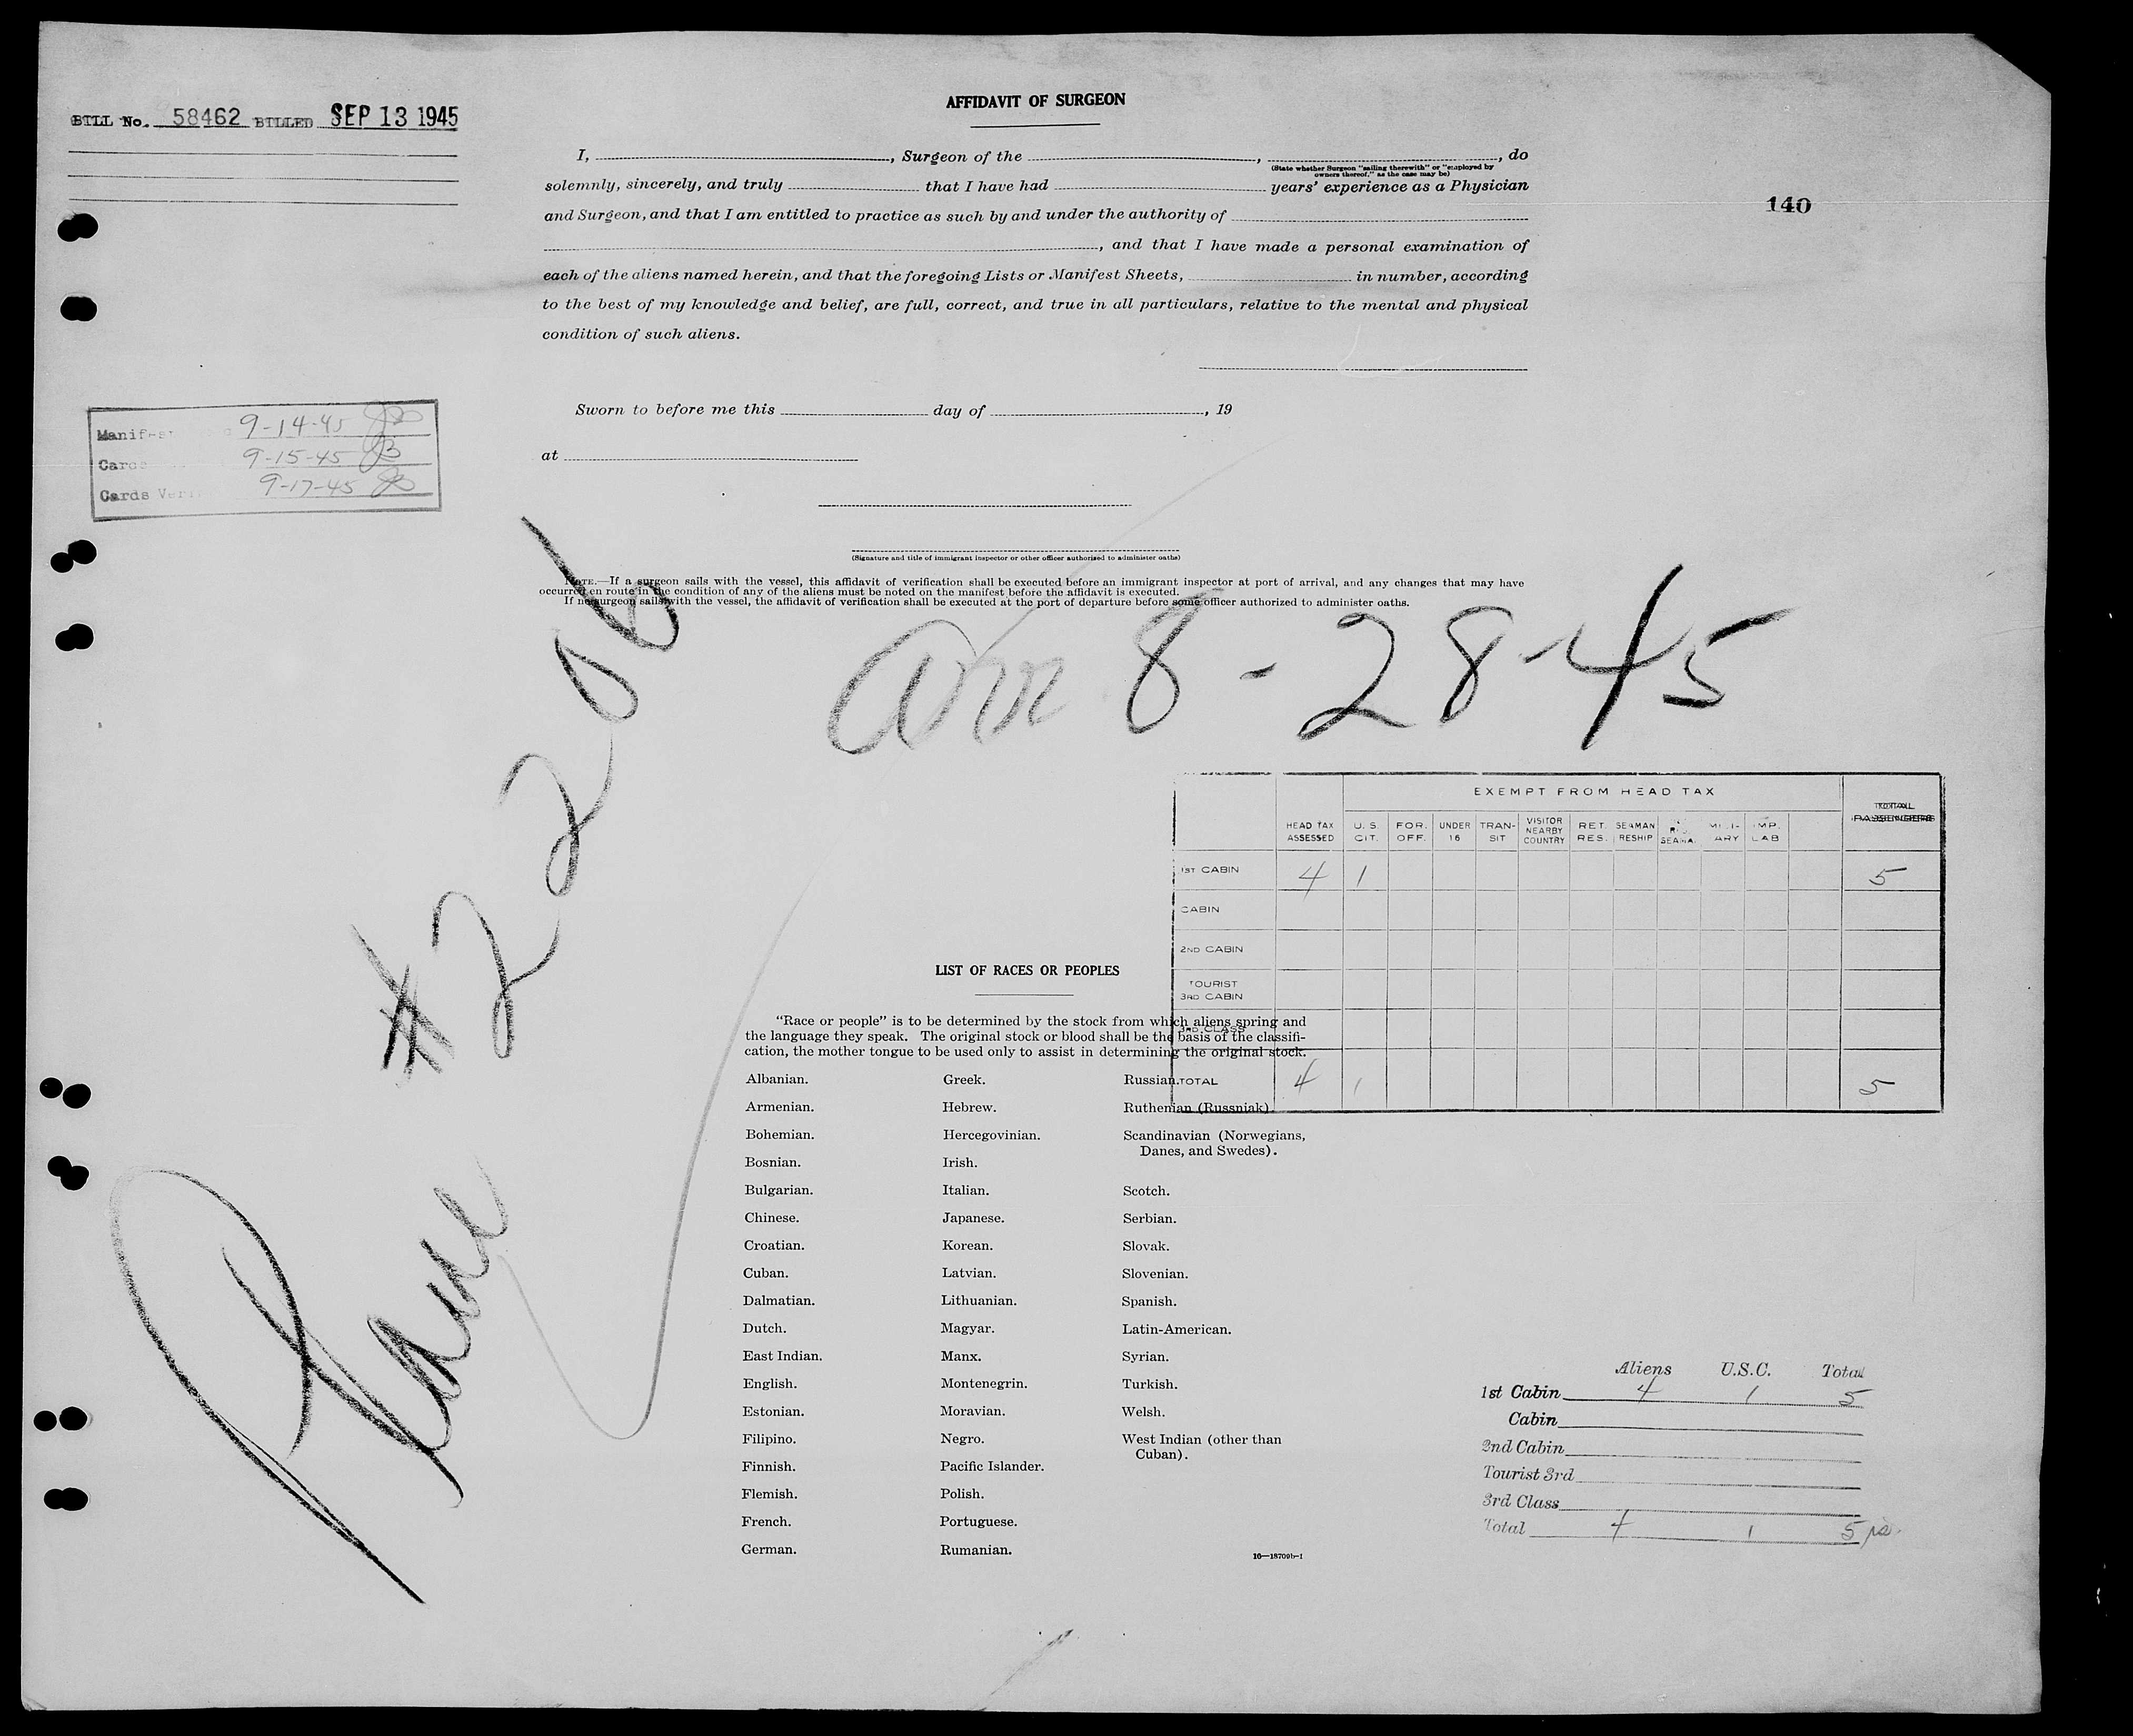 BILL No. 58462 BILLED SEP 13 1945
AFFIDAVIT OF SURGEON
I, , Surgeon of the , , do
(State whether Surgeon "sailing therewith" or "employed by
owners thereof," as the case may be)
solemnly, sincerely, and truly that I have had years' experience as a Physician
140
and Surgeon, and that I am entitled to practice as such by and under the authority of
, and that I have made a personal examination of
each of the aliens named herein, and that the foregoing Lists or Manifest Sheets, in number, according
to the best of my knowledge and belief, are full, correct, and true in all particulars, relative to the mental and physical
condition of such aliens.
Sworn to before me this day of , 19
at
Manifest 9-14-45
Cards 9-15-45
Cards Ver 9-17-45
(Signature and title of immigrant inspector or other officer authorized to administer oaths)
NOTE.—If a surgeon sails with the vessel, this affidavit of verification shall be executed before an immigrant inspector at port of arrival, and any changes that may have
occurred en route in the condition of any of the aliens must be noted on the manifest before the affidavit is executed.
If no surgeon sails with the vessel, the affidavit of verification shall be executed at the port of departure before some officer authorized to administer oaths.
Arr 8-28-45
Plane #2206
EXEMPT FROM HEAD TAX
HEAD TAX ASSESSED U. S. CIT. FOR. OFF. UNDER 16 TRAN- SIT VISITOR NEARBY COUNTRY RET. RES. SEAMAN RESHIP. SEAMA. MILI- ARY IMP. LAB TOTAL PASSENGERS
1ST CABIN 4 1 5
CABIN
2ND CABIN
TOURIST
3RD CABIN
3RD CLASS
TOTAL 4 1 5
LIST OF RACES OR PEOPLES
"Race or people" is to be determined by the stock from which aliens spring and
the language they speak. The original stock or blood shall be the basis of the classifi-
cation, the mother tongue to be used only to assist in determining the original stock.
Albanian. Greek. Russian.
Armenian. Hebrew. Ruthenian (Russniak).
Bohemian. Hercegovinian. Scandinavian (Norwegians,
Danes, and Swedes).
Bosnian. Irish.
Bulgarian. Italian. Scotch.
Chinese. Japanese. Serbian.
Croatian. Korean. Slovak.
Cuban. Latvian. Slovenian.
Dalmatian. Lithuanian. Spanish.
Dutch. Magyar. Latin-American.
East Indian. Manx. Syrian.
English. Montenegrin. Turkish.
Estonian. Moravian. Welsh.
Filipino. Negro. West Indian (other than
Cuban).
Finnish. Pacific Islander.
Flemish. Polish.
French. Portuguese.
German. Rumanian.
16—18709b-1
Aliens U.S.C. Total
1st Cabin 4 1 5
Cabin
2nd Cabin
Tourist 3rd
3rd Class
Total 4 1 5